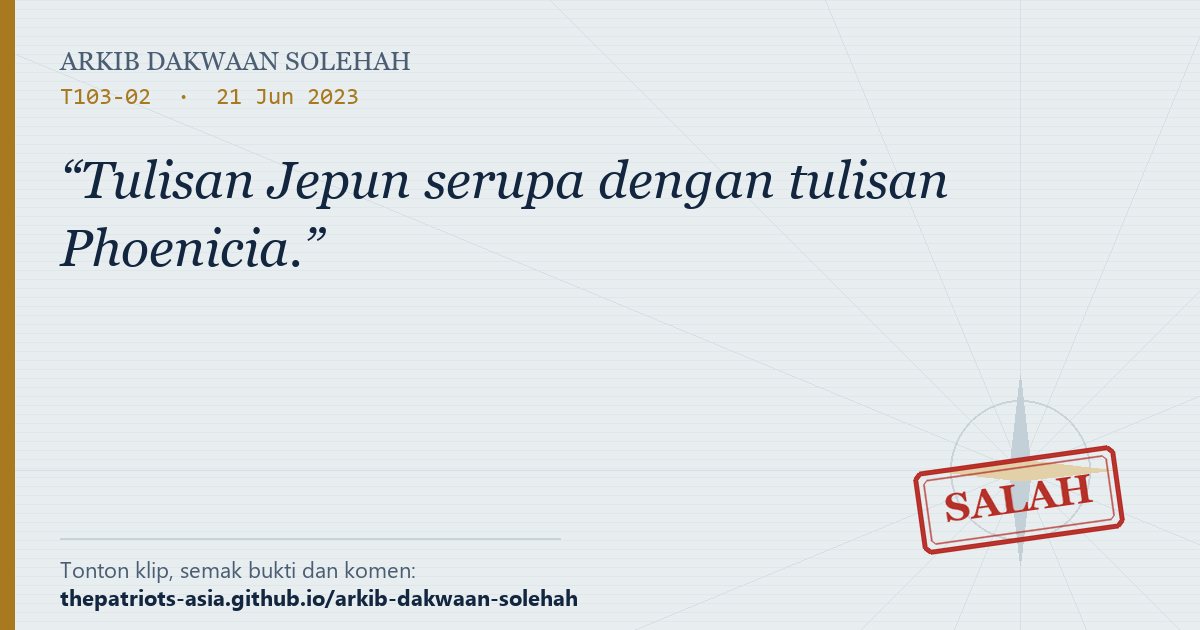 ARKIB DAKWAAN SOLEHAH
T103-02 · 21 Jun 2023
“Tulisan Jepun serupa dengan tulisan
Phoenicia.”
SALAH
Tonton klip, semak bukti dan komen:
thepatriots-asia.github.io/arkib-dakwaan-solehah